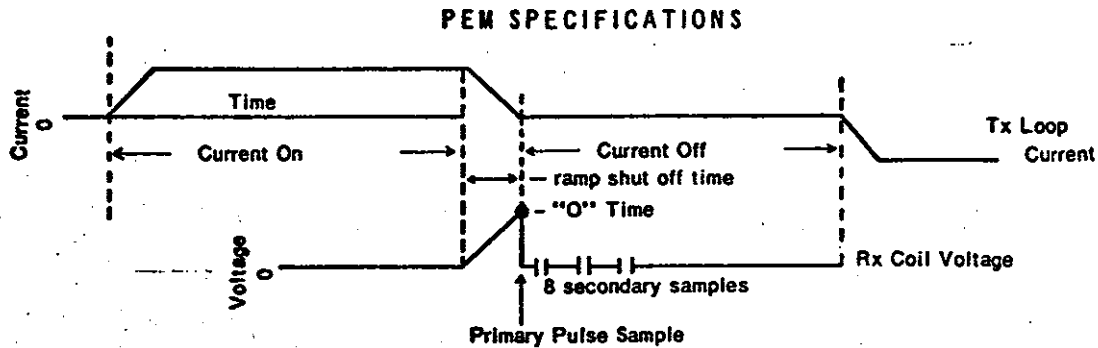 PEM SPECIFICATIONS
Current
0
Time
Tx Loop
Current
Current On
Current Off
ramp shut off time
"O" Time
Voltage
0
Rx Coil Voltage
8 secondary samples
Primary Pulse Sample